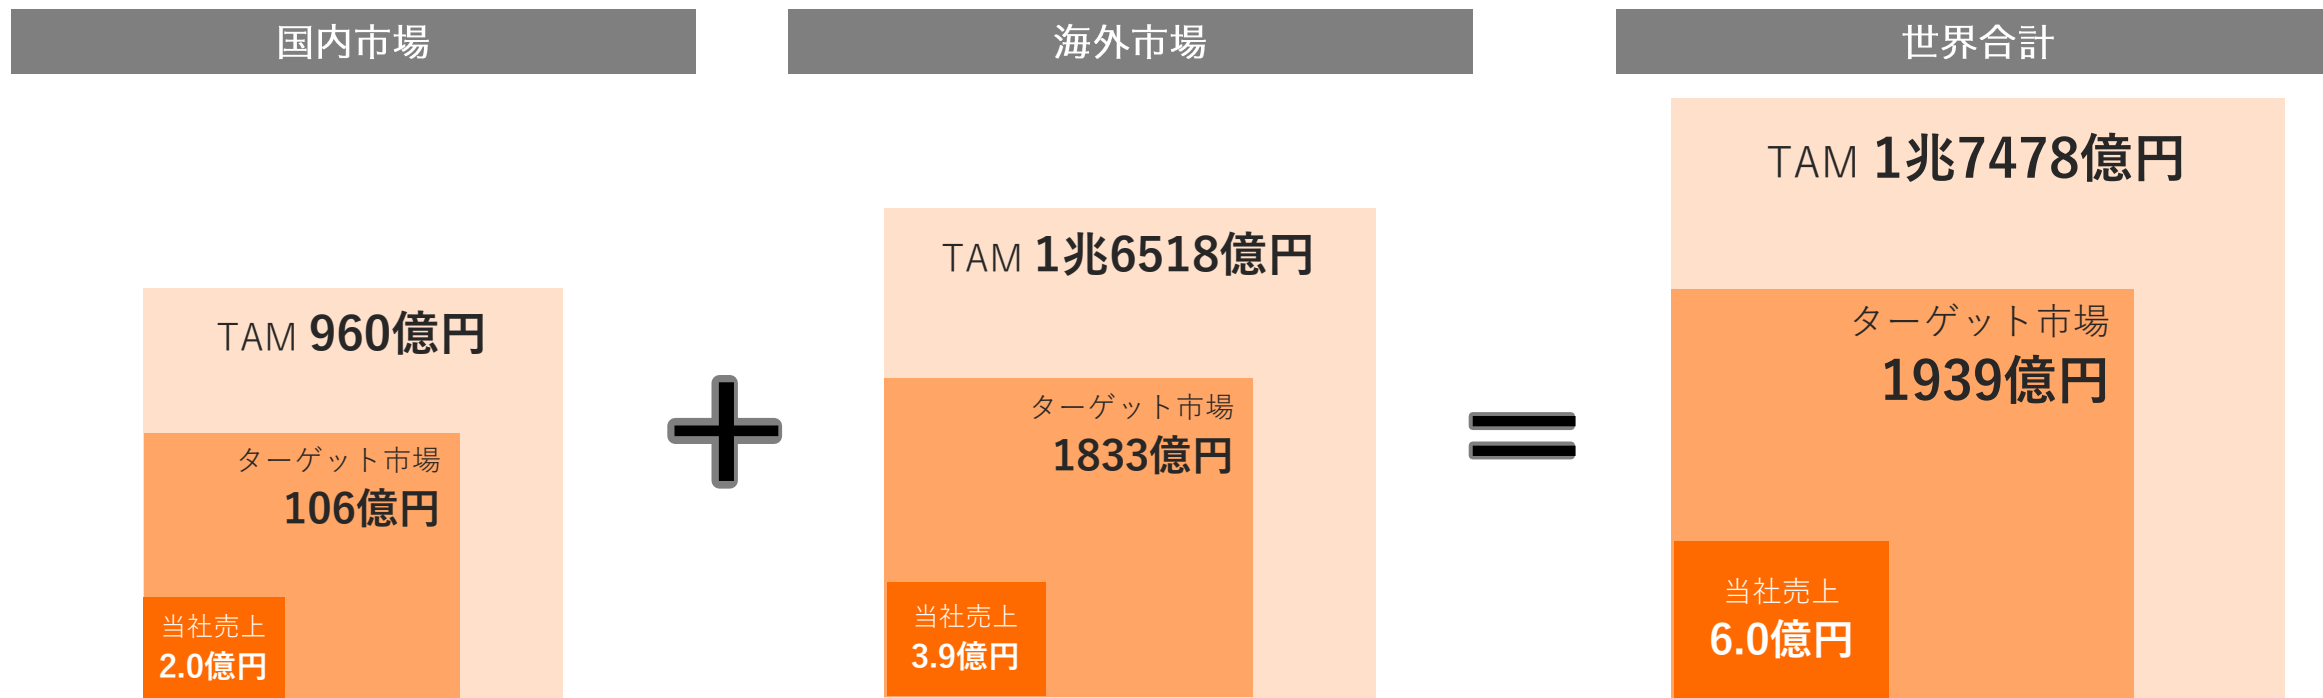 国内市場
TAM 960億円
ターゲット市場
106億円
当社売上
2.0億円
+
海外市場
TAM 1兆6518億円
ターゲット市場
1833億円
当社売上
3.9億円
=
世界合計
TAM 1兆7478億円
ターゲット市場
1939億円
当社売上
6.0億円